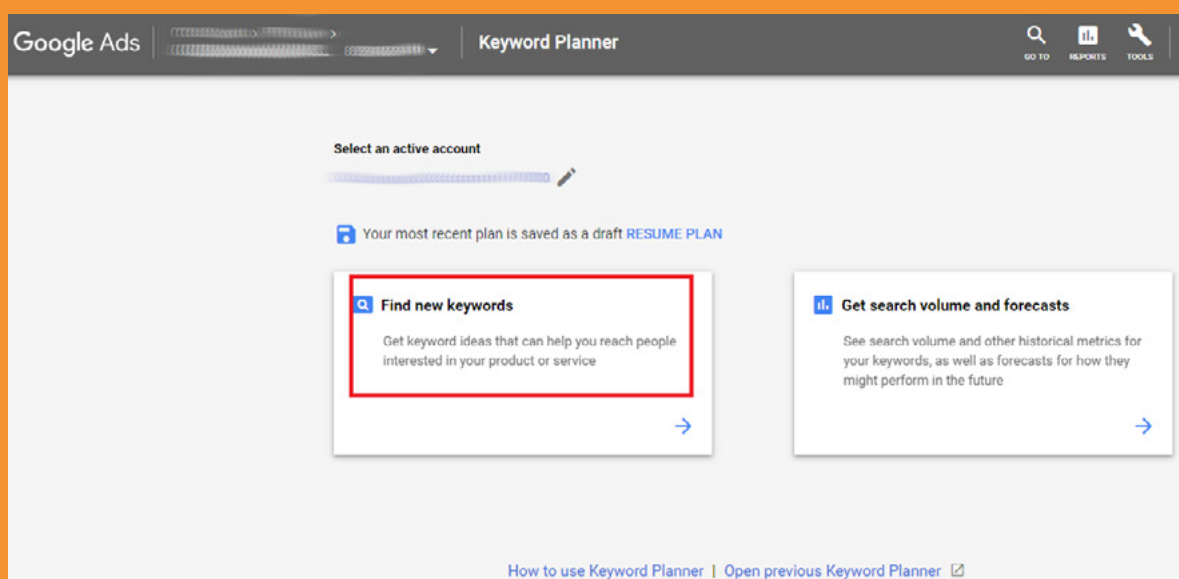 Google Ads
Keyword Planner
GO TO
REPORTS
TOOLS
Select an active account
Your most recent plan is saved as a draft RESUME PLAN
Find new keywords
Get keyword ideas that can help you reach people
interested in your product or service
Get search volume and forecasts
See search volume and other historical metrics for
your keywords, as well as forecasts for how they
might perform in the future
How to use Keyword Planner | Open previous Keyword Planner